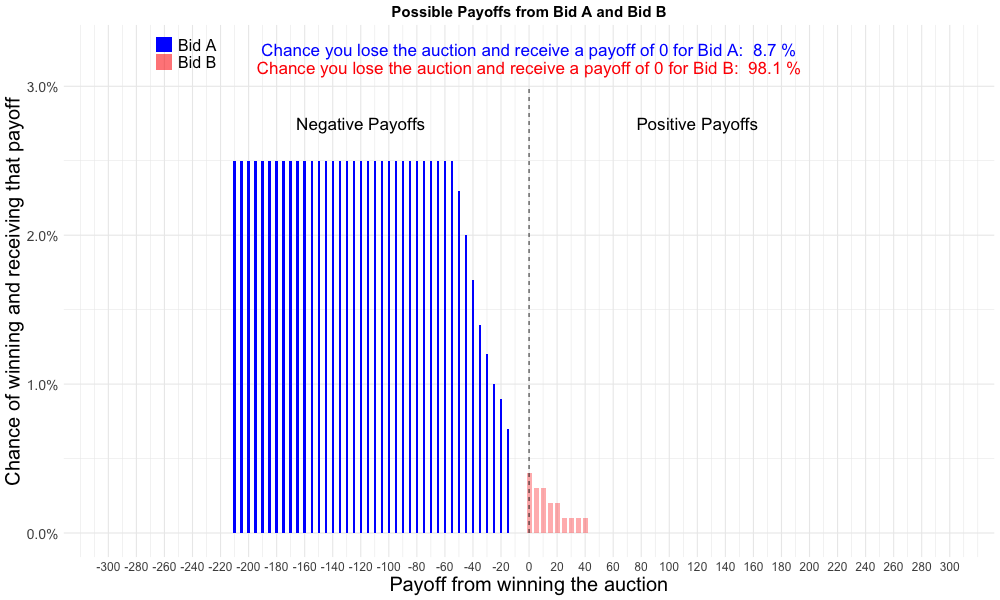 Possible Payoffs from Bid A and Bid B
Bid A
Bid B
Chance you lose the auction and receive a payoff of 0 for Bid A:  8.7 %
Chance you lose the auction and receive a payoff of 0 for Bid B:  98.1 %
Negative Payoffs
Positive Payoffs
Chance of winning and receiving that payoff
3.0%
2.0%
1.0%
0.0%
-300 -280 -260 -240 -220 -200 -180 -160 -140 -120 -100 -80 -60 -40 -20 0 20 40 60 80 100 120 140 160 180 200 220 240 260 280 300
Payoff from winning the auction